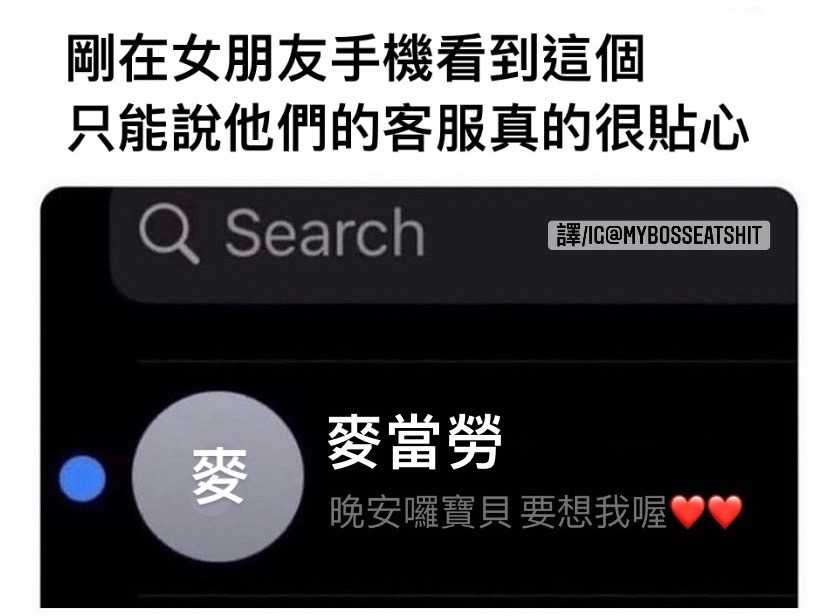 剛在女朋友手機看到這個
只能說他們的客服真的很貼心
Search
譯/IG@MYBOSSEATSHIT
麥
麥當勞
晚安囉寶貝 要想我喔❤️❤️